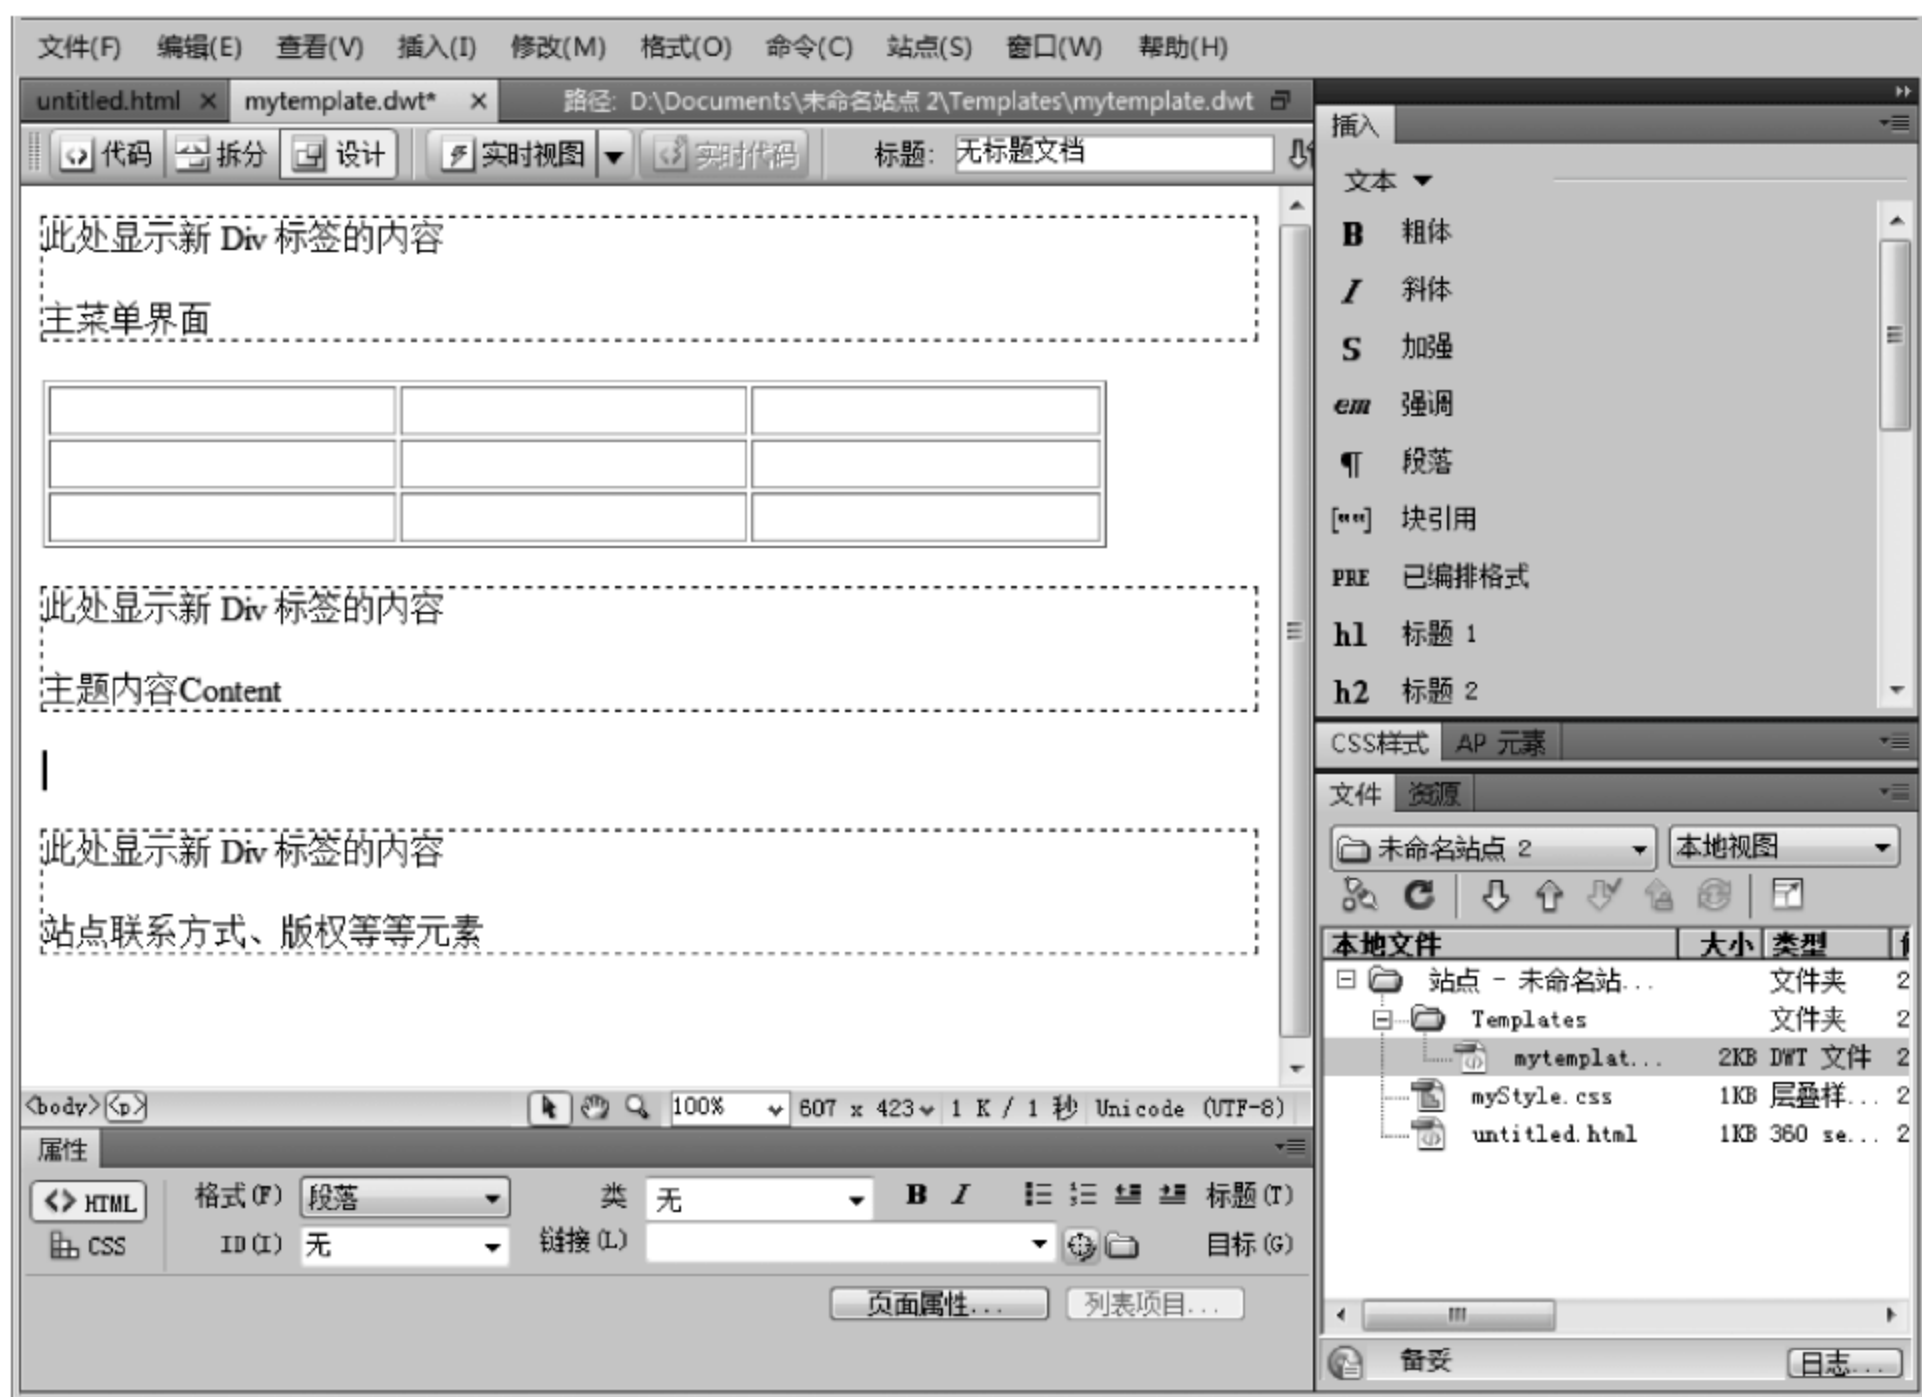 文件(F) 编辑(E) 查看(V) 插入(I) 修改(M) 格式(O) 命令(C) 站点(S) 窗口(W) 帮助(H)
untitled.html × mytemplate.dwt* × 路径: D:\Documents\未命名站点 2\Templates\mytemplate.dwt
代码 拆分 设计 实时视图 实时代码 标题: 无标题文档
此处显示新 Div 标签的内容
主菜单界面
此处显示新 Div 标签的内容
主题内容Content
此处显示新 Div 标签的内容
站点联系方式、版权等等元素
<body><p> 100% 607 x 423 1 K / 1 秒 Unicode (UTF-8)
属性
<> HTML 格式(F) 段落 类 无 B I 标题(T)
CSS ID(I) 无 链接(L) 目标(G)
页面属性... 列表项目...
插入
文本
B 粗体
I 斜体
S 加强
em 强调
¶ 段落
[""] 块引用
PRE 已编排格式
h1 标题 1
h2 标题 2
CSS样式 AP 元素
文件 资源
未命名站点 2 本地视图
本地文件 大小 类型
站点 - 未命名站... 文件夹 2
Templates 文件夹 2
mytemplat... 2KB DWT 文件 2
myStyle.css 1KB 层叠样... 2
untitled.html 1KB 360 se... 2
备妥 日志...